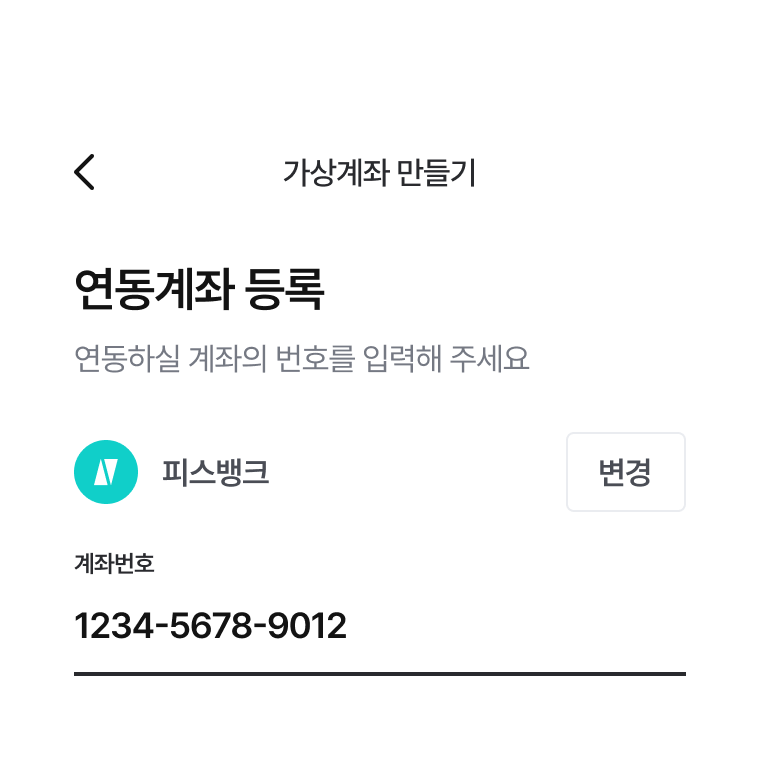 가상계좌 만들기
연동계좌 등록
연동하실 계좌의 번호를 입력해 주세요
피스뱅크
변경
계좌번호
1234-5678-9012